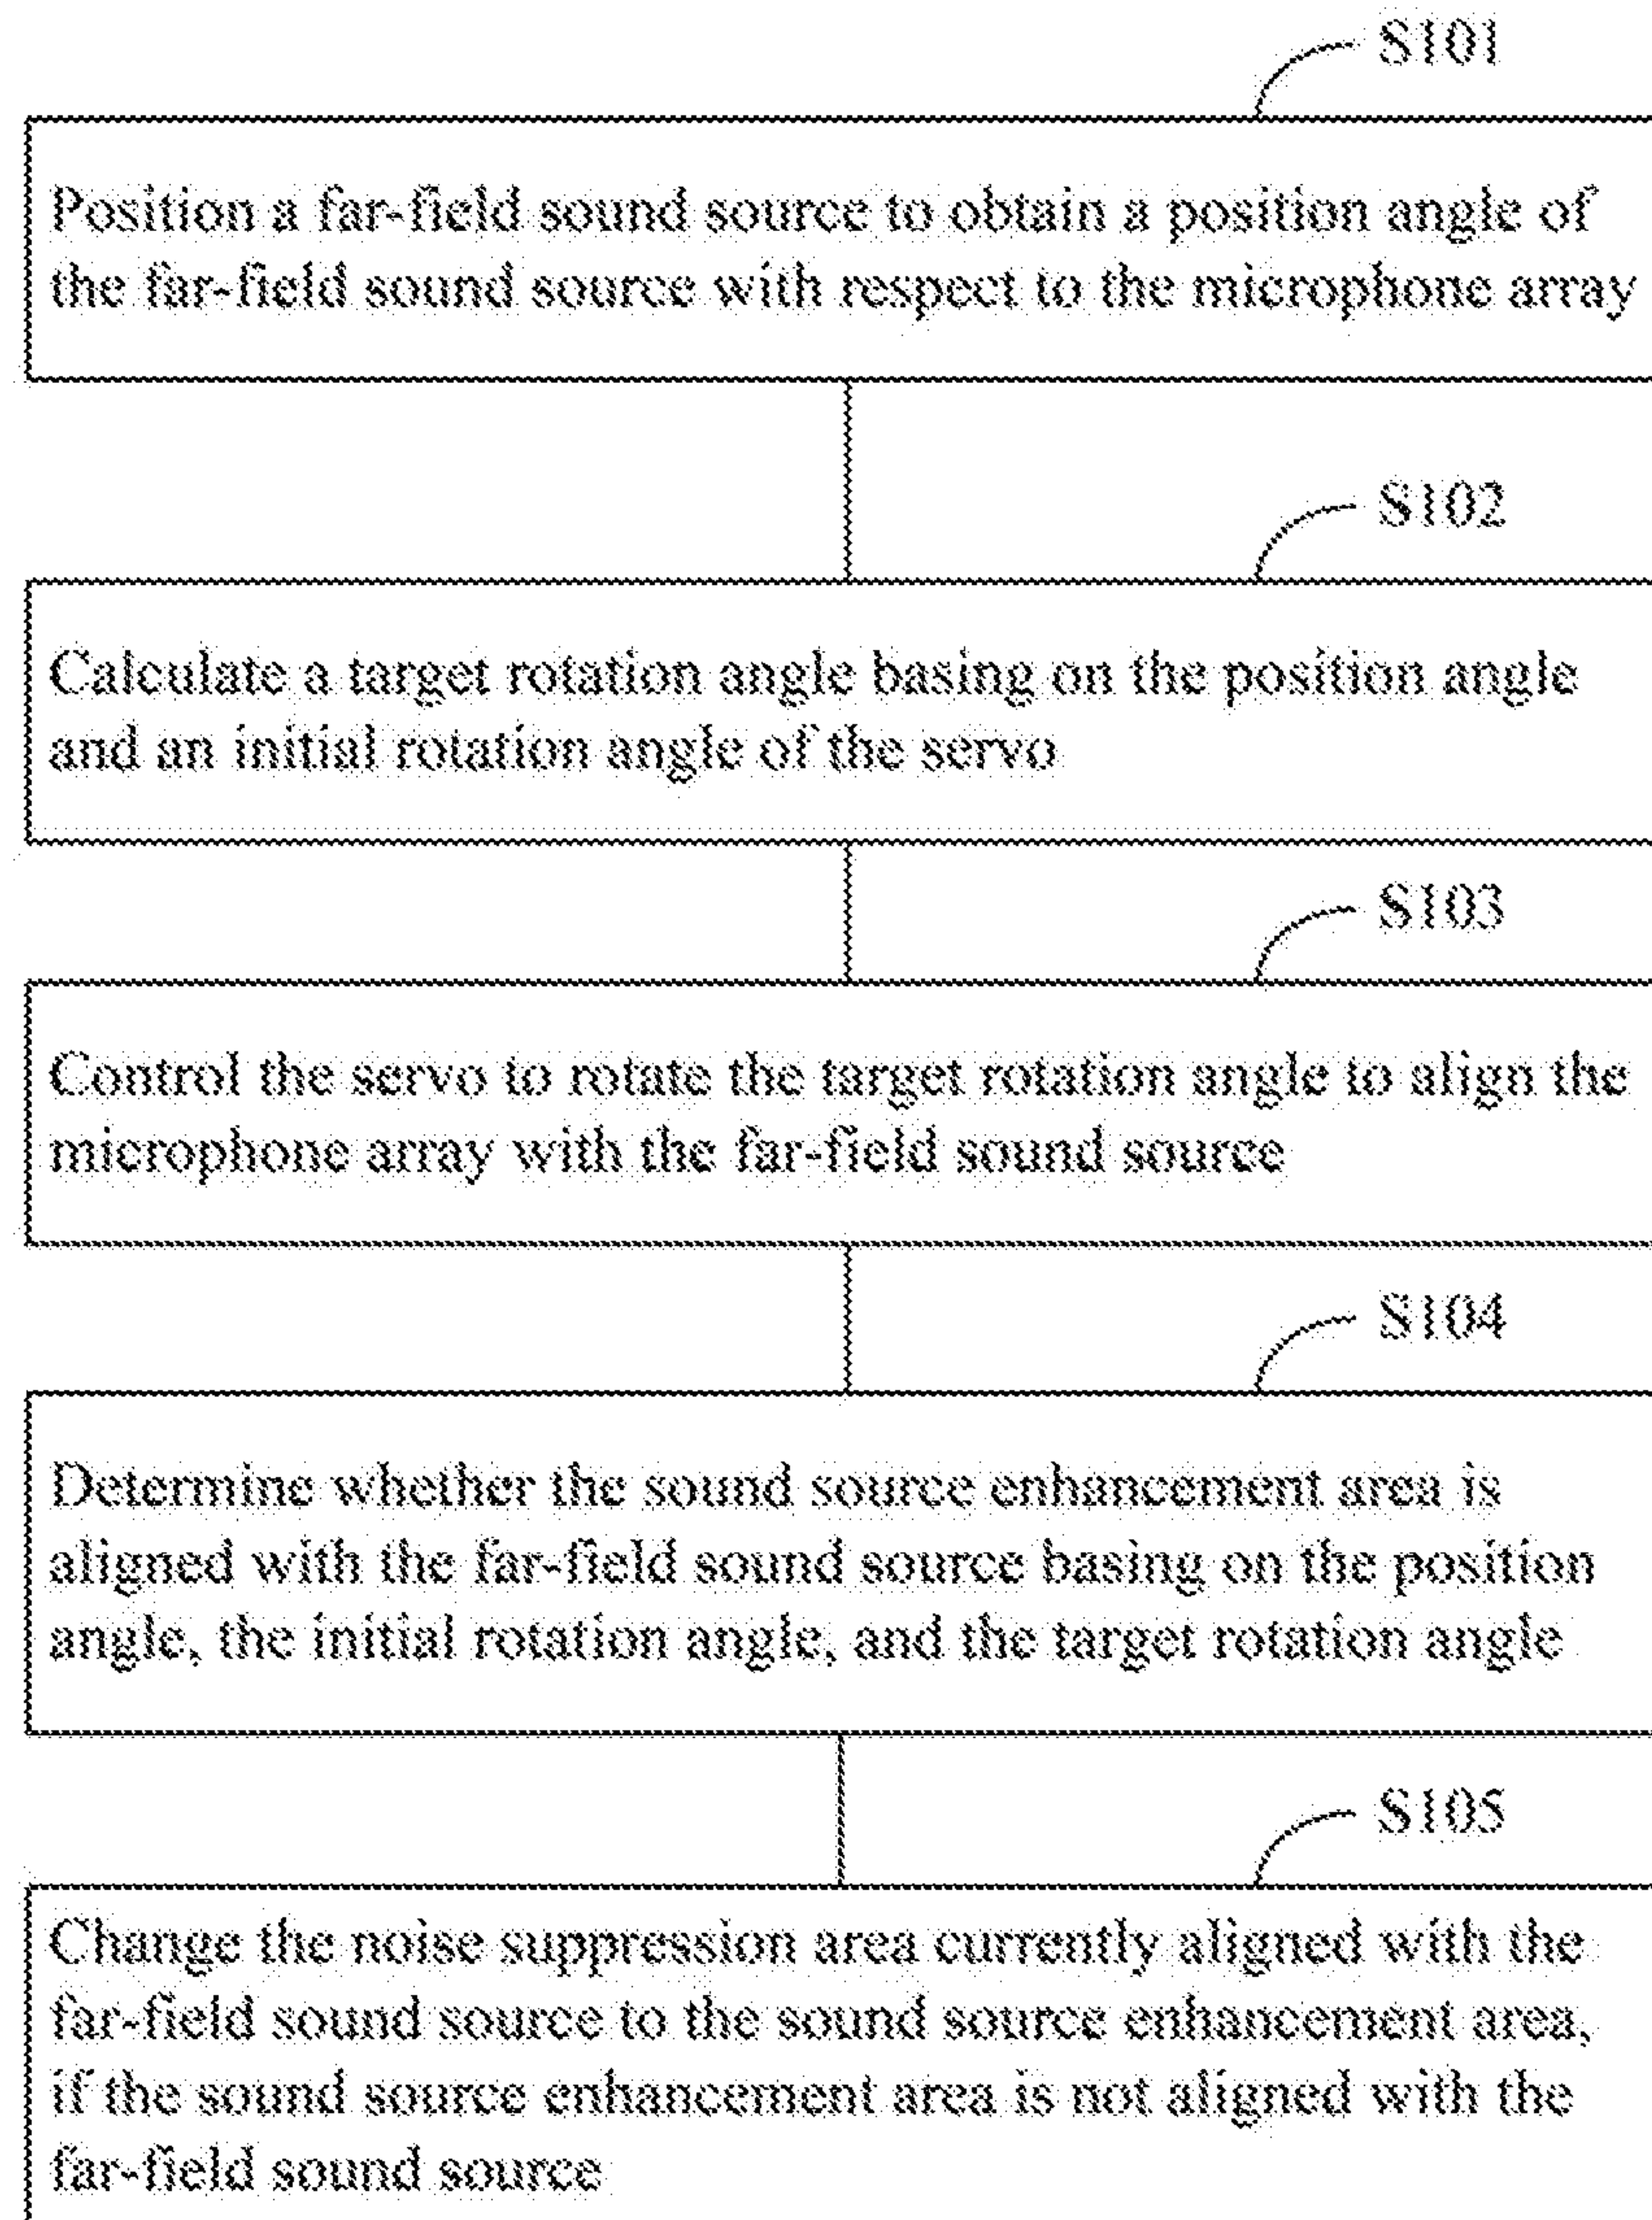 S101
Position a far-field sound source to obtain a position angle of
the far-field sound source with respect to the microphone array
S102
Calculate a target rotation angle basing on the position angle
and an initial rotation angle of the servo
S103
Control the servo to rotate the target rotation angle to align the
microphone array with the far-field sound source
S104
Determine whether the sound source enhancement area is
aligned with the far-field sound source basing on the position
angle, the initial rotation angle, and the target rotation angle
S105
Change the noise suppression area currently aligned with the
far-field sound source to the sound source enhancement area,
if the sound source enhancement area is not aligned with the
far-field sound source